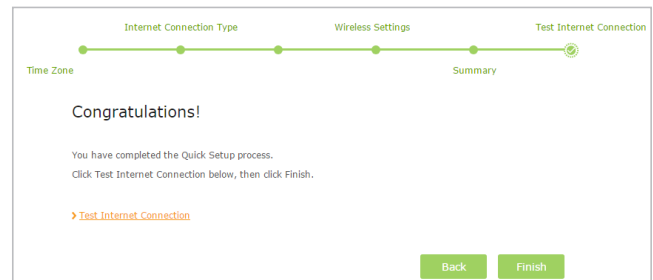 Internet Connection Type
Wireless Settings
Test Internet Connection
Time Zone
Summary
Congratulations!
You have completed the Quick Setup process.
Click Test Internet Connection below, then click Finish.
Test Internet Connection
Back
Finish